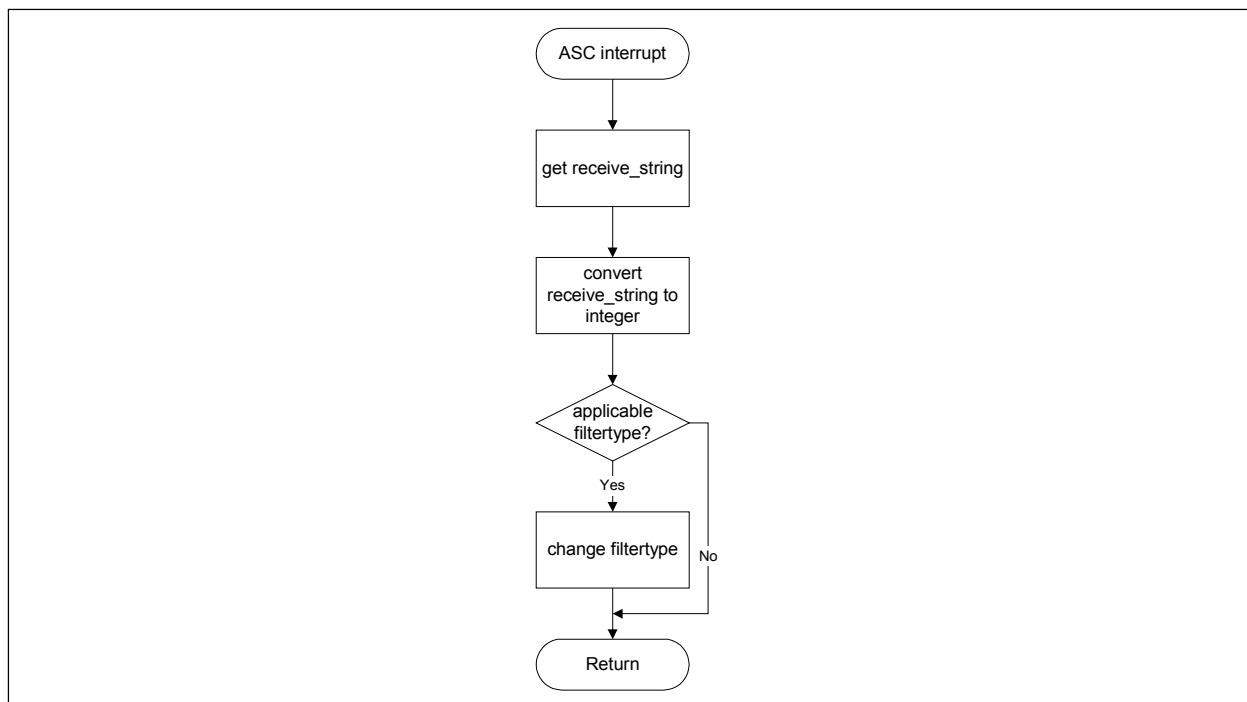 ASC interrupt
get receive_string
convert
receive_string to
integer
applicable
filtertype?
Yes
change filtertype
No
Return